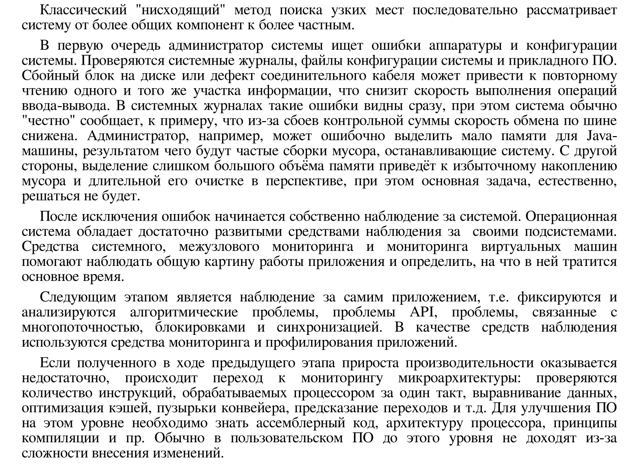 Классический "нисходящий" метод поиска узких мест последовательно рассматривает
систему от более общих компонент к более частным.
В первую очередь администратор системы ищет ошибки аппаратуры и конфигурации
системы. Проверяются системные журналы, файлы конфигурации системы и прикладного ПО.
Сбойный блок на диске или дефект соединительного кабеля может привести к повторному
чтению одного и того же участка информации, что снизит скорость выполнения операций
ввода-вывода. В системных журналах такие ошибки видны сразу, при этом система обычно
"честно" сообщает, к примеру, что из-за сбоев контрольной суммы скорость обмена по шине
снижена. Администратор, например, может ошибочно выделить мало памяти для Java-
машины, результатом чего будут частые сборки мусора, останавливающие систему. С другой
стороны, выделение слишком большого объёма памяти приведёт к избыточному накоплению
мусора и длительной его очистке в перспективе, при этом основная задача, естественно,
решаться не будет.
После исключения ошибок начинается собственно наблюдение за системой. Операционная
система обладает достаточно развитыми средствами наблюдения за своими подсистемами.
Средства системного, межузлового мониторинга и мониторинга виртуальных машин
помогают наблюдать общую картину работы приложения и определить, на что в ней тратится
основное время.
Следующим этапом является наблюдение за самим приложением, т.е. фиксируются и
анализируются алгоритмические проблемы, проблемы API, проблемы, связанные с
многопоточностью, блокировками и синхронизацией. В качестве средств наблюдения
используются средства мониторинга и профилирования приложений.
Если полученного в ходе предыдущего этапа прироста производительности оказывается
недостаточно, происходит переход к мониторингу микроархитектуры: проверяются
количество инструкций, обрабатываемых процессором за один такт, выравнивание данных,
оптимизация кэшей, пузырьки конвейера, предсказание переходов и т.д. Для улучшения ПО
на этом уровне необходимо знать ассемблерный код, архитектуру процессора, принципы
компиляции и пр. Обычно в пользовательском ПО до этого уровня не доходят из-за
сложности внесения изменений.